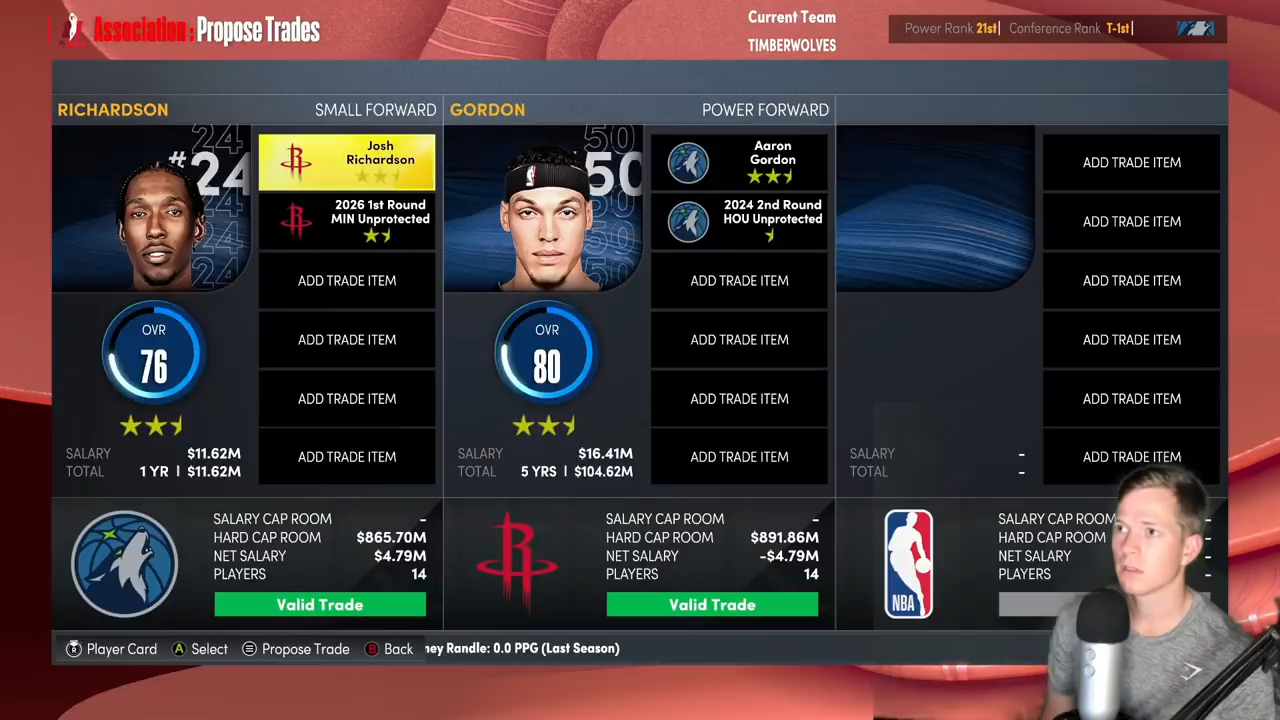 Association : Propose Trades
Current Team
TIMBERWOLVES
Power Rank 21st | Conference Rank T-1st |
RICHARDSON
SMALL FORWARD
#24
OVR
76
SALARY $11.62M
TOTAL 1 YR | $11.62M
Josh
Richardson
2026 1st Round
MIN Unprotected
ADD TRADE ITEM
ADD TRADE ITEM
ADD TRADE ITEM
ADD TRADE ITEM
GORDON
POWER FORWARD
50
OVR
80
SALARY $16.41M
TOTAL 5 YRS | $104.62M
Aaron
Gordon
2024 2nd Round
HOU Unprotected
ADD TRADE ITEM
ADD TRADE ITEM
ADD TRADE ITEM
ADD TRADE ITEM
SALARY -
TOTAL -
ADD TRADE ITEM
ADD TRADE ITEM
ADD TRADE ITEM
ADD TRADE ITEM
ADD TRADE ITEM
ADD TRADE ITEM
SALARY CAP ROOM -
HARD CAP ROOM $865.70M
NET SALARY $4.79M
PLAYERS 14
Valid Trade
SALARY CAP ROOM -
HARD CAP ROOM $891.86M
NET SALARY -$4.79M
PLAYERS 14
Valid Trade
NBA
SALARY CAP ROOM -
HARD CAP ROOM -
NET SALARY -
PLAYERS -
R Player Card A Select Propose Trade B Back
ney Randle: 0.0 PPG (Last Season)